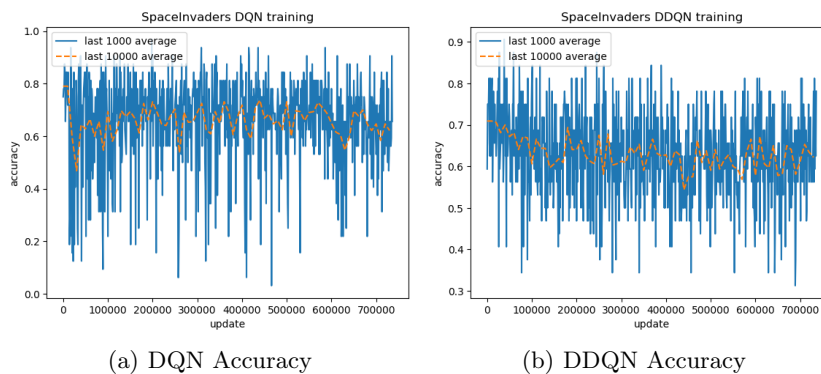 SpaceInvaders DQN training
last 1000 average
last 10000 average
accuracy
1.0
0.8
0.6
0.4
0.2
0.0
0 100000 200000 300000 400000 500000 600000 700000
update
(a) DQN Accuracy
SpaceInvaders DDQN training
last 1000 average
last 10000 average
accuracy
0.9
0.8
0.7
0.6
0.5
0.4
0.3
0 100000 200000 300000 400000 500000 600000 700000
update
(b) DDQN Accuracy